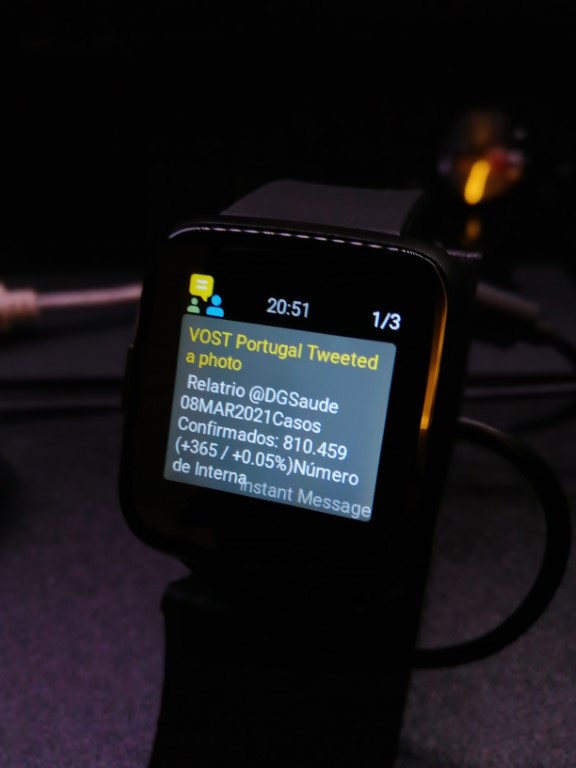 20:51
1/3
VOST Portugal Tweeted
a photo
Relatrio @DGSaude
08MAR2021Casos
Confirmados: 810.459
(+365 / +0.05%)Número
de Interna
Instant Message